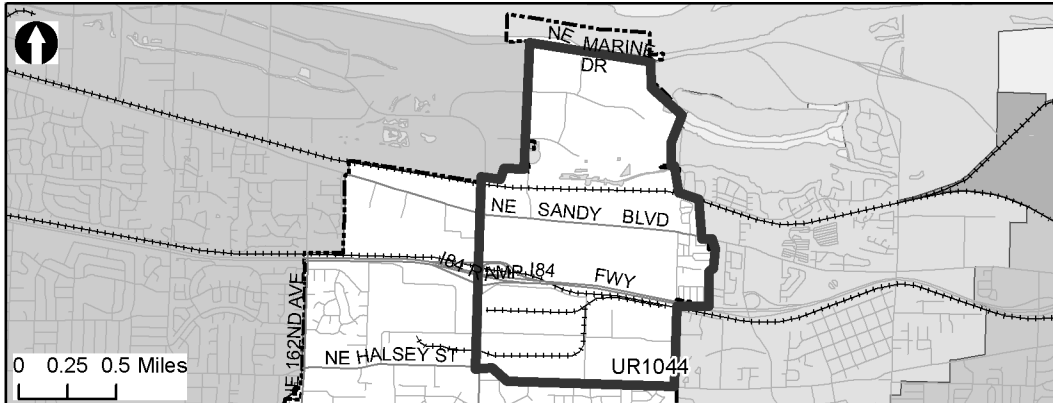 NE MARINE
DR
NE SANDY BLVD
I84 RAMP I84 FWY
NE 162ND AVE
NE HALSEY ST
UR1044
0 0.25 0.5 Miles